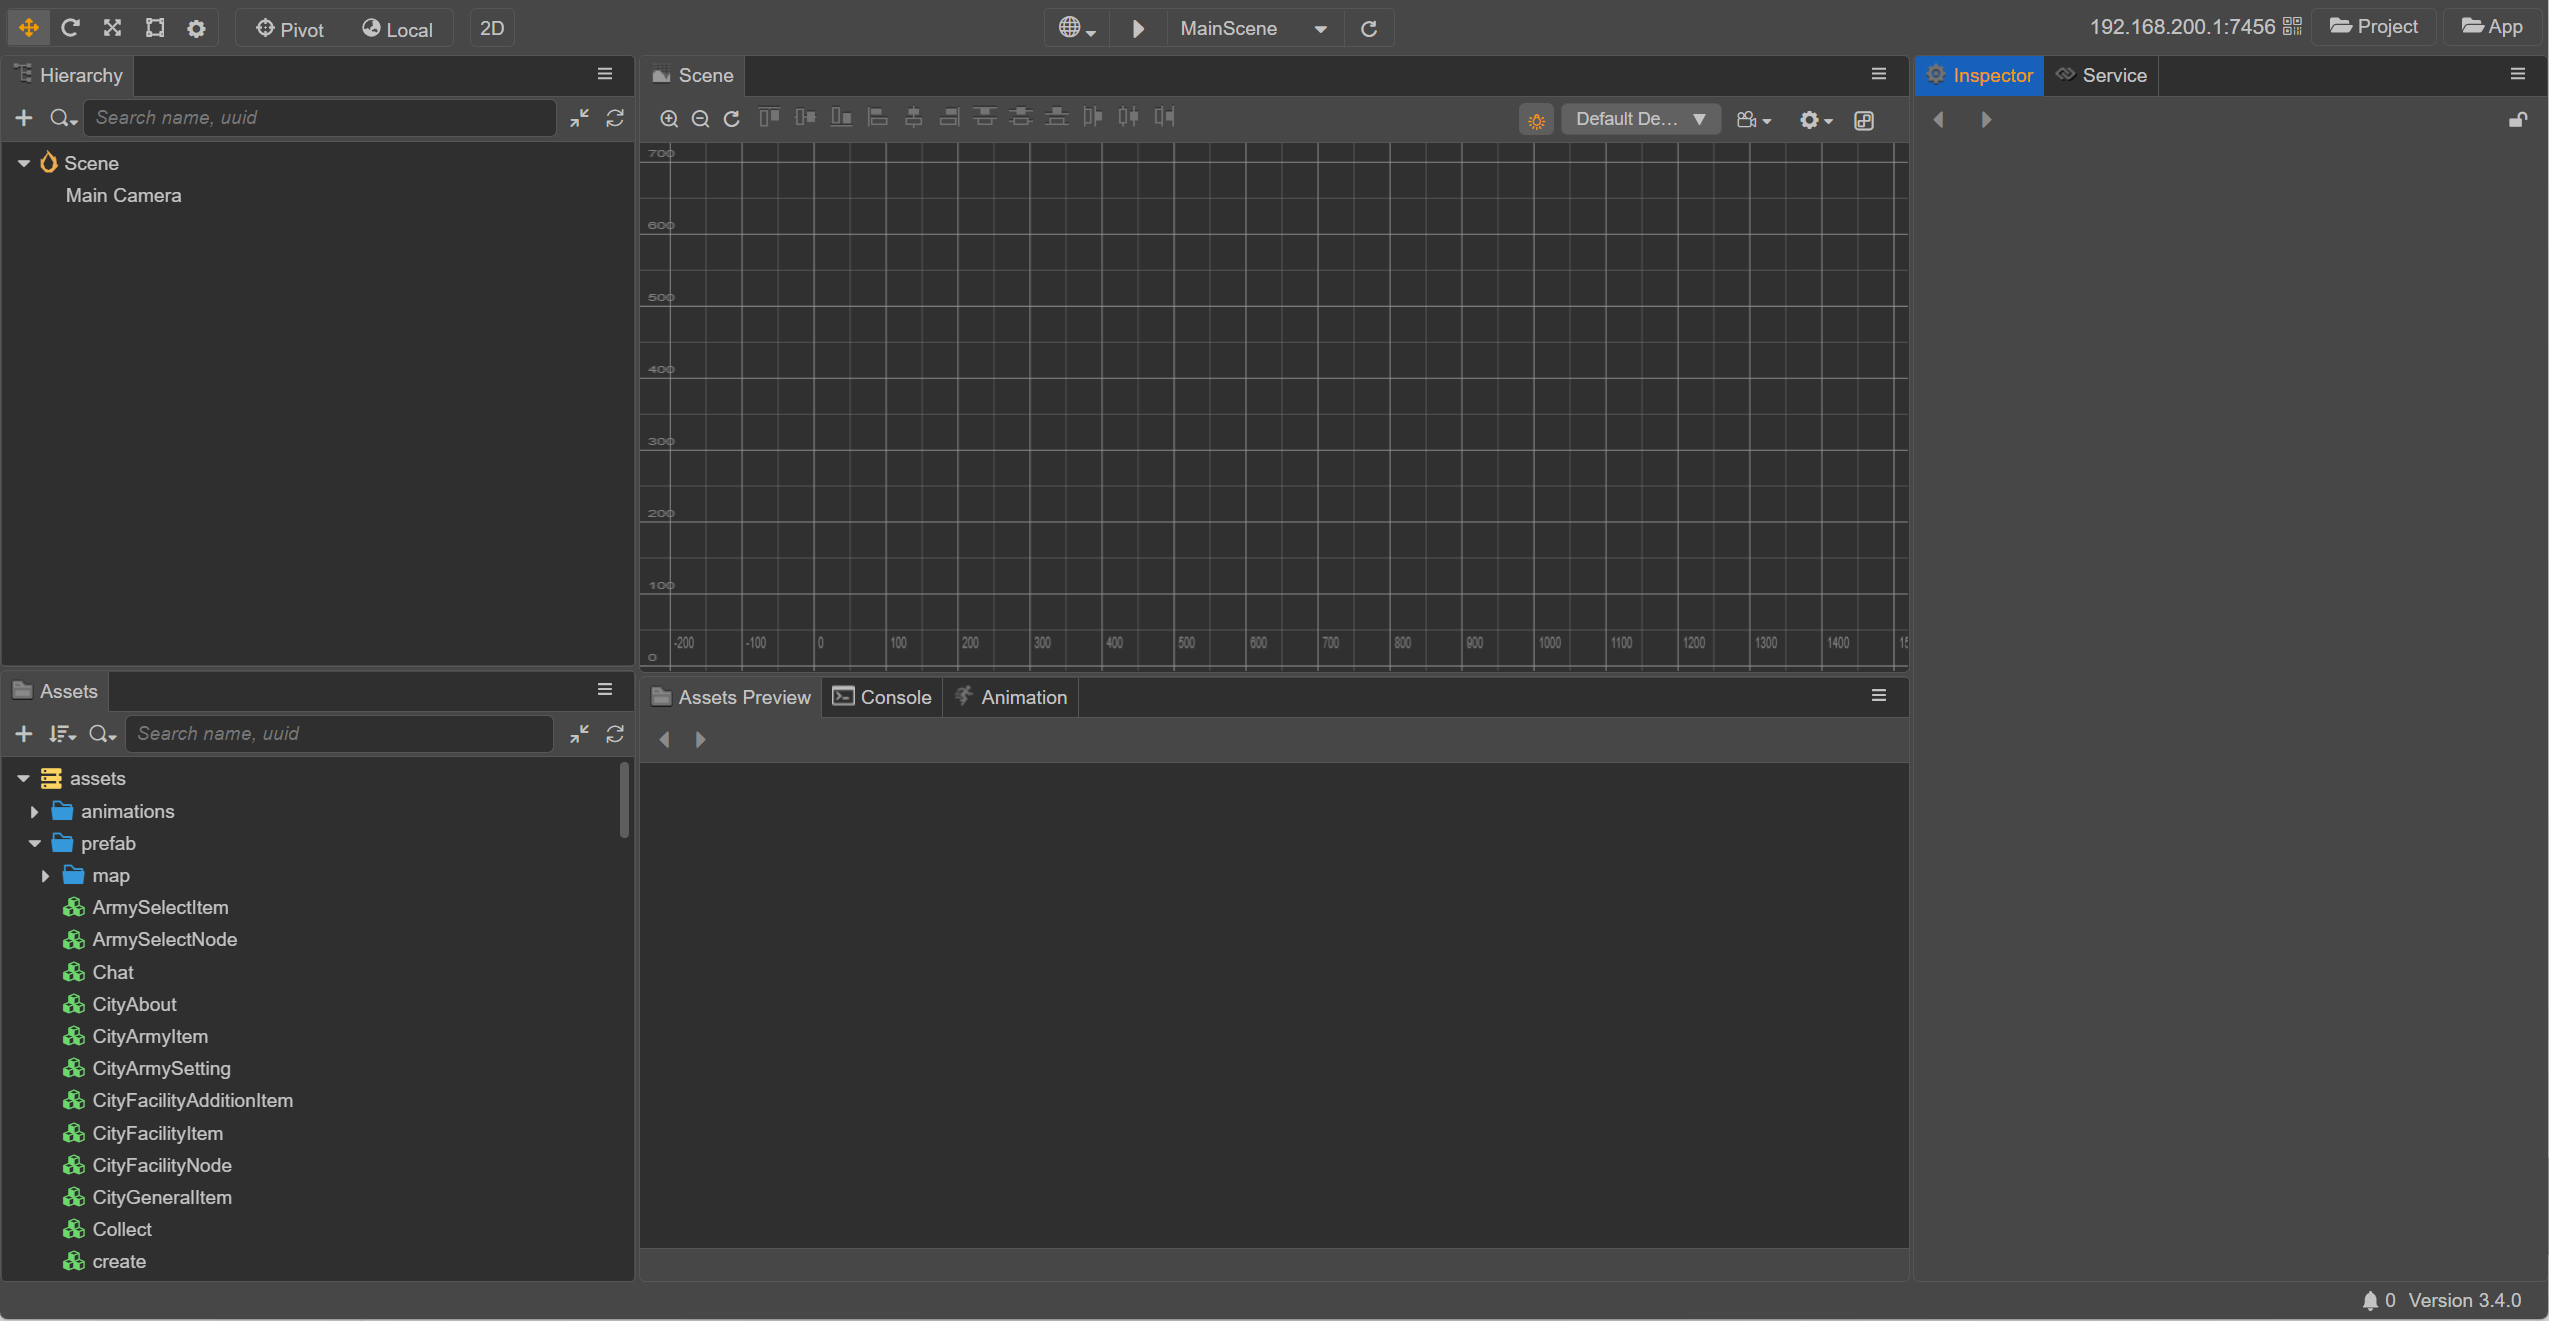 Pivot Local 2D MainScene 192.168.200.1:7456 Project App
Hierarchy
Search name, uuid
Scene
Main Camera
Scene
Default De...
700
600
500
400
300
200
100
0
-200 -100 0 100 200 300 400 500 600 700 800 900 1000 1100 1200 1300 1400
Inspector Service
Assets
Search name, uuid
assets
animations
prefab
map
ArmySelectItem
ArmySelectNode
Chat
CityAbout
CityArmyItem
CityArmySetting
CityFacilityAdditionItem
CityFacilityItem
CityFacilityNode
CityGeneralItem
Collect
create
Assets Preview Console Animation
0 Version 3.4.0